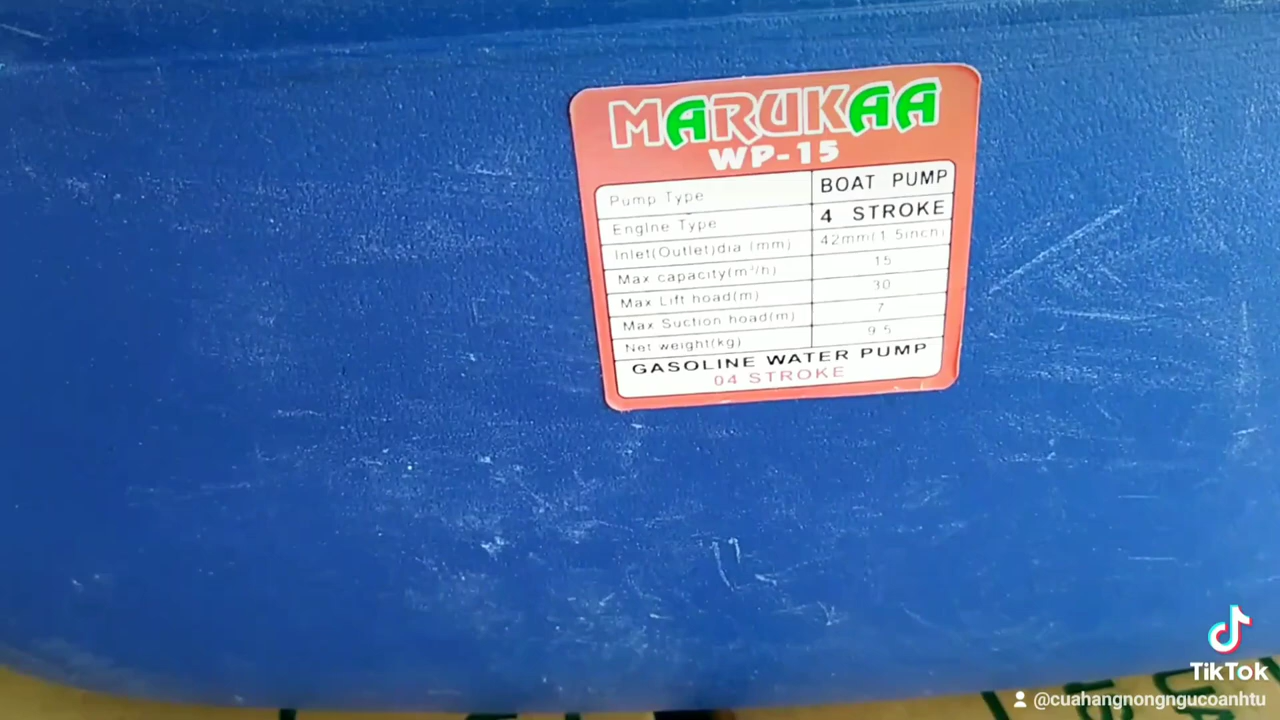 MARUKAA
WP-15
Pump Type BOAT PUMP
EngIne Type 4 STROKE
Inlet(Outlet)dia (mm) 42mm(1.5inch)
Max capacity(m³/h) 15
Max Lift hoad(m) 30
Max Suction hoad(m) 7
Net weight(kg) 9.5
GASOLINE WATER PUMP
04 STROKE
TikTok
@cuahangnongngucoanhtu